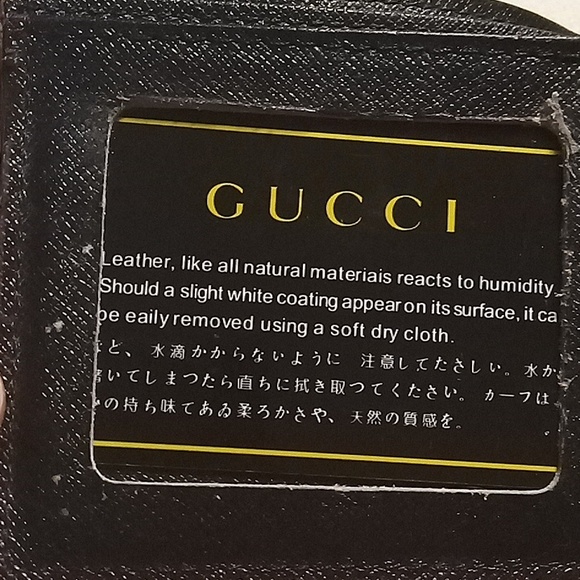 GUCCI
Leather, like all natural materiais reacts to humidity.
Should a slight white coating appear on its surface, it ca
be eaily removed using a soft dry cloth.
ど、 水滴かからないように 注意してたさしい。水か
いてしまつたら直ちに拭き取つてください。 カーフは
の持ち味てあゐ柔ろかさや、天然の質感を。